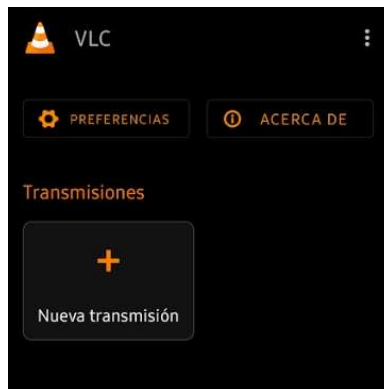 VLC
PREFERENCIAS
ACERCA DE
Transmisiones
Nueva transmisión